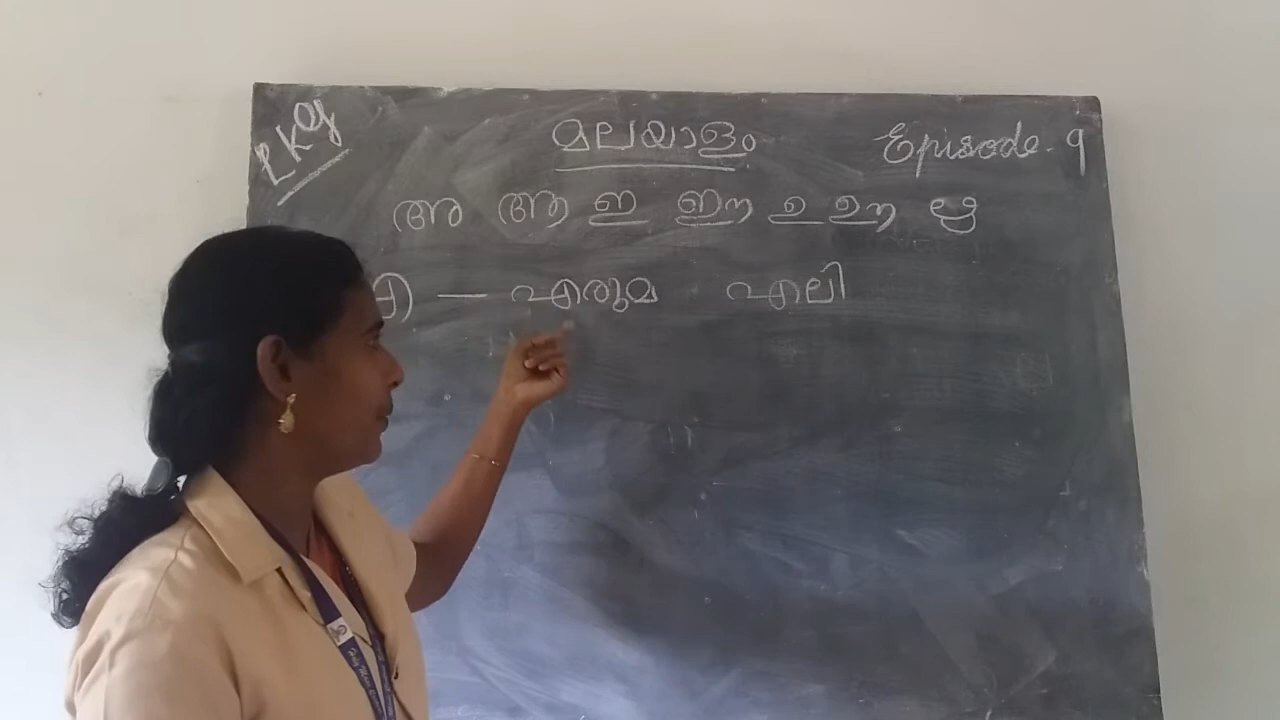 LKG
മലയാളം
Episode. 9
അ ആ ഇ ഈ ഉ ഊ ഋ
എ — എരുമ എലി